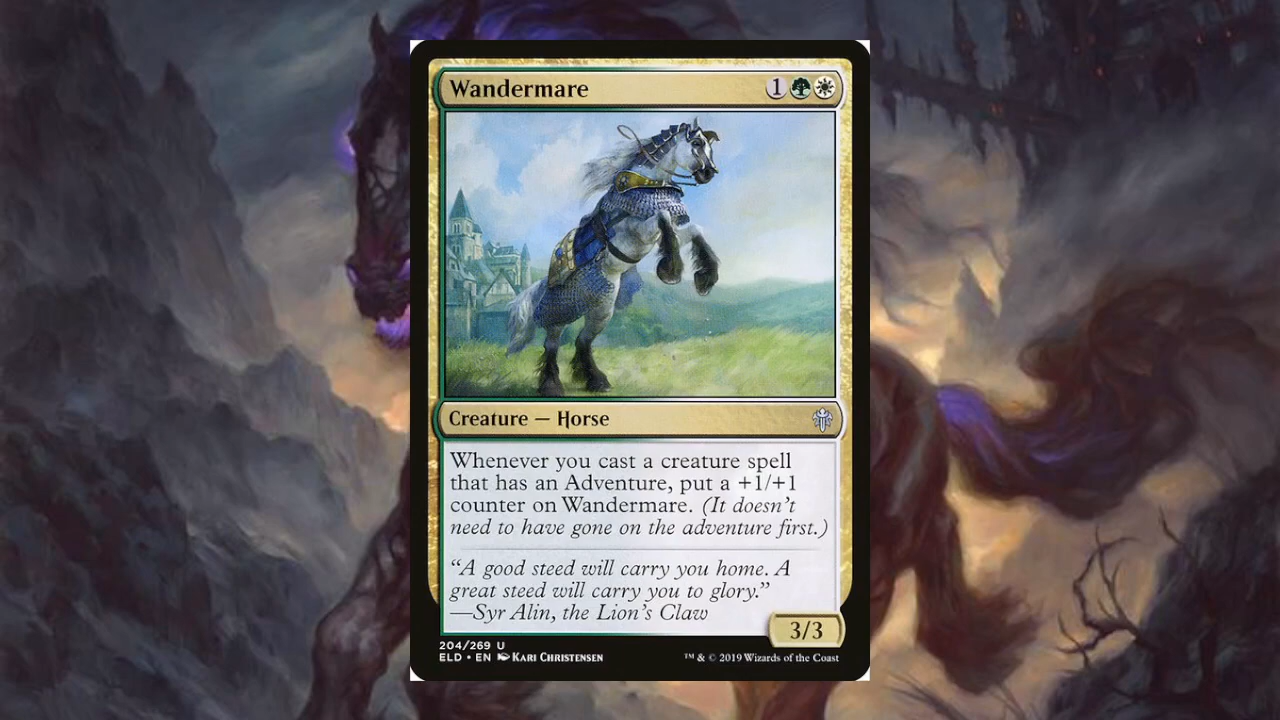 Wandermare 1
Creature — Horse
Whenever you cast a creature spell
that has an Adventure, put a +1/+1
counter on Wandermare. (It doesn't
need to have gone on the adventure first.)
“A good steed will carry you home. A
great steed will carry you to glory.”
—Syr Alin, the Lion's Claw
3/3
204/269 U
ELD • EN Kari Christensen
™ & © 2019 Wizards of the Coast